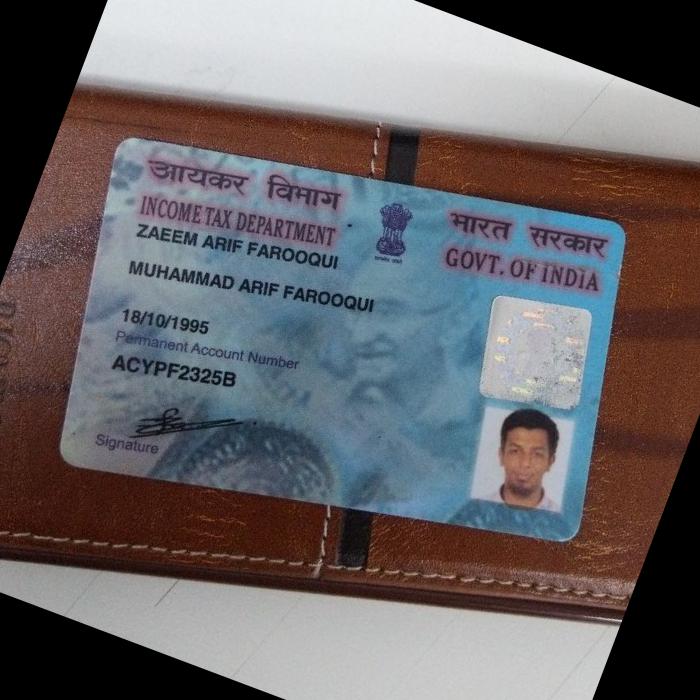 आयकर विभाग
INCOME TAX DEPARTMENT
भारत सरकार
GOVT. OF INDIA
ZAEEM ARIF FAROOQUI
MUHAMMAD ARIF FAROOQUI
18/10/1995
Permanent Account Number
ACYPF2325B
Signature